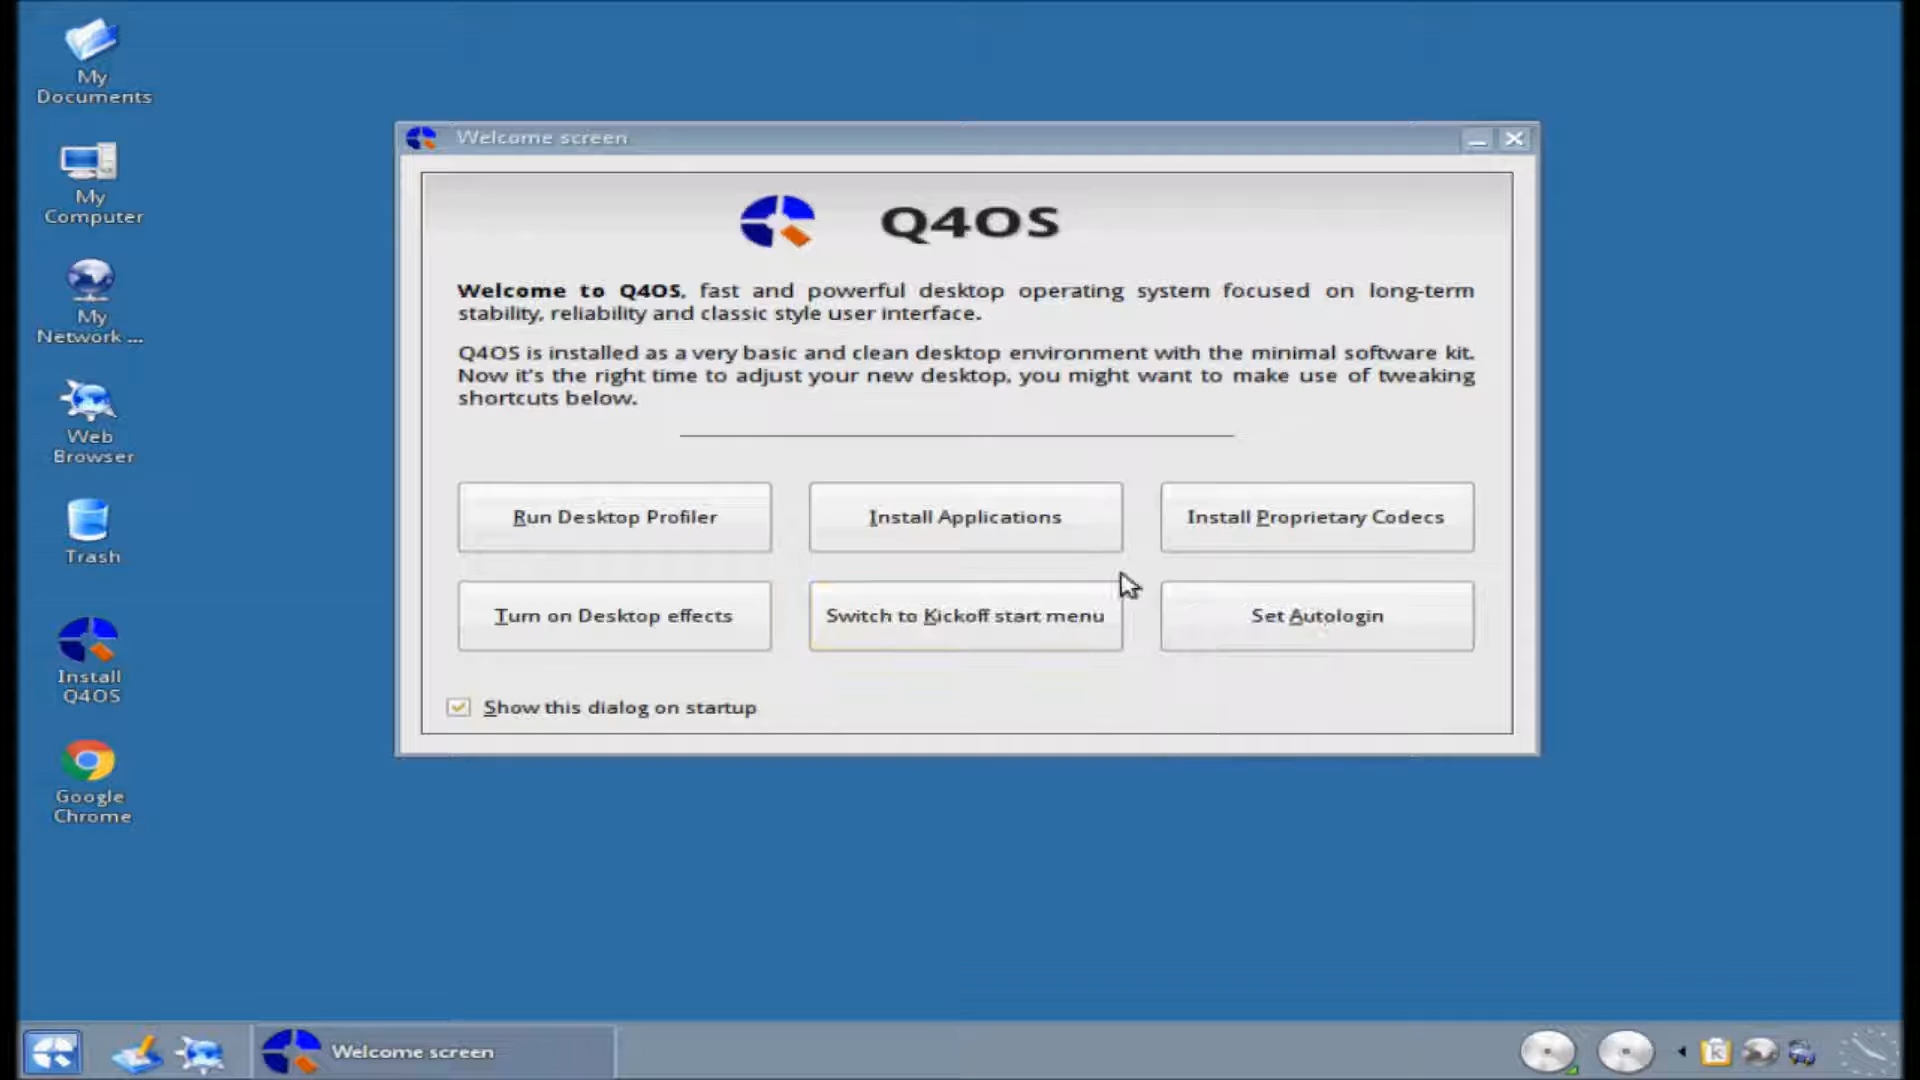 My
Documents
My
Computer
My
Network ...
Web
Browser
Trash
Install
Q4OS
Google
Chrome
Welcome screen
Q4OS
Welcome to Q4OS, fast and powerful desktop operating system focused on long-term
stability, reliability and classic style user interface.
Q4OS is installed as a very basic and clean desktop environment with the minimal software kit.
Now it's the right time to adjust your new desktop, you might want to make use of tweaking
shortcuts below.
Run Desktop Profiler
Install Applications
Install Proprietary Codecs
Turn on Desktop effects
Switch to Kickoff start menu
Set Autologin
Show this dialog on startup
Welcome screen